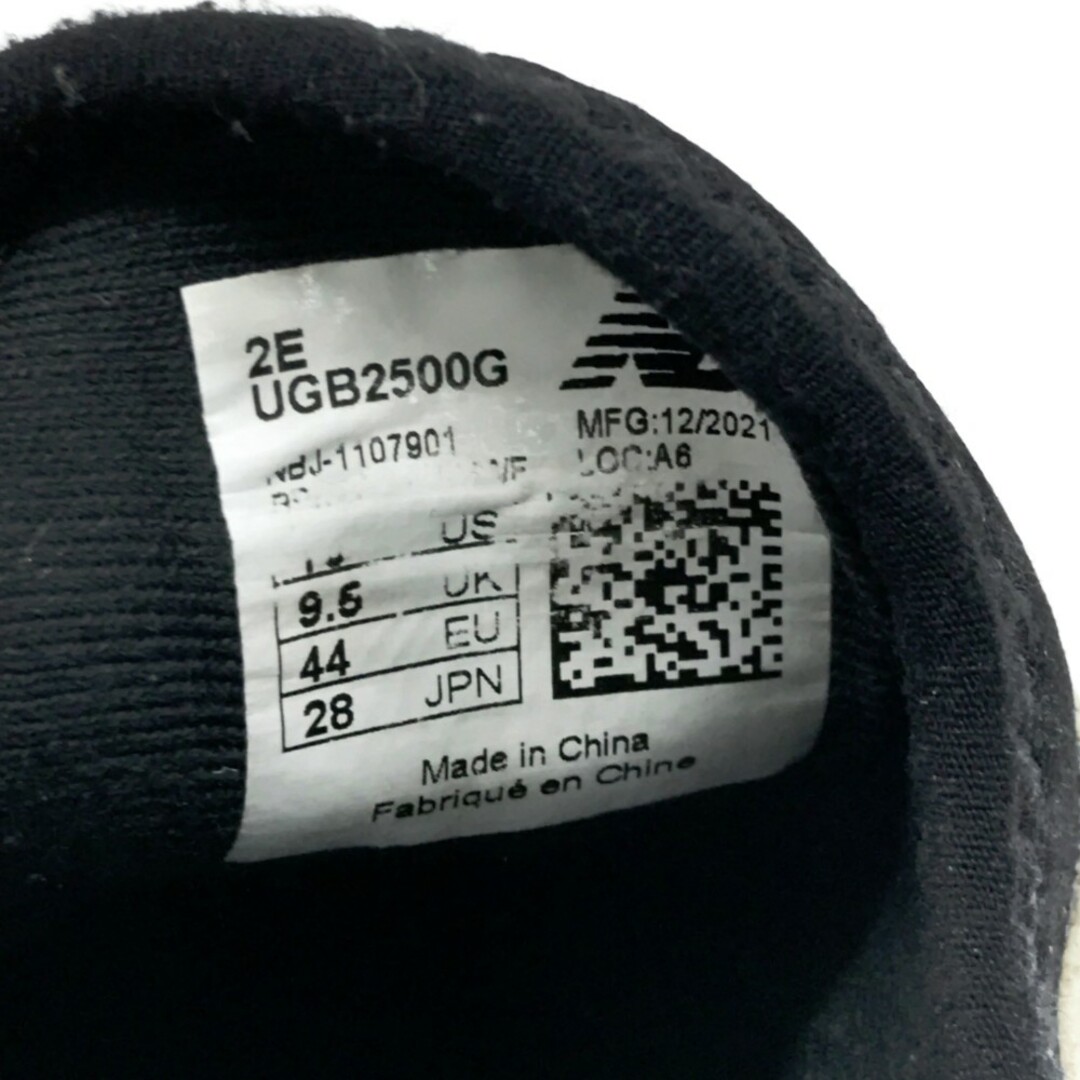 2E
UGB2500G
MFG:12/2021
NBJ-1107901
LOC:A6
US
9.5 UK
44 EU
28 JPN
Made in China
Fabriqué en Chine